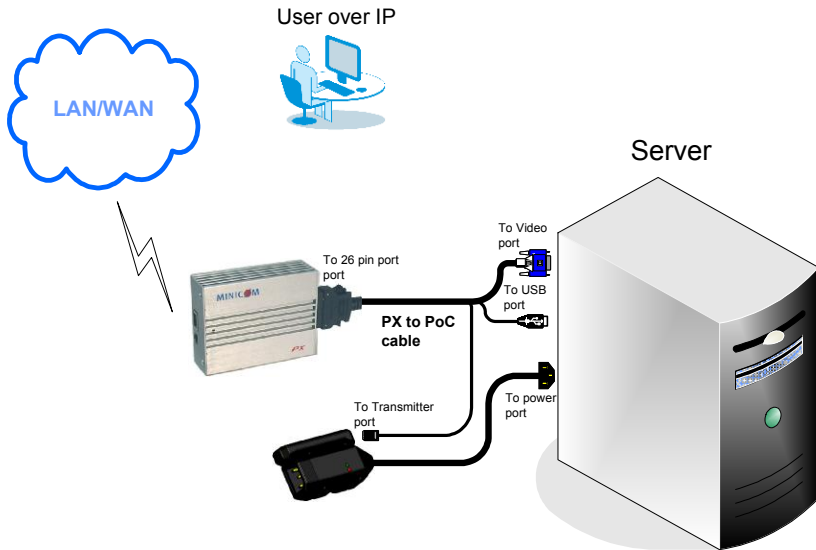 User over IP
LAN/WAN
Server
To Video
port
To 26 pin port
port
To USB
port
MINICOM
PX
PX to PoC
cable
To power
port
To Transmitter
port